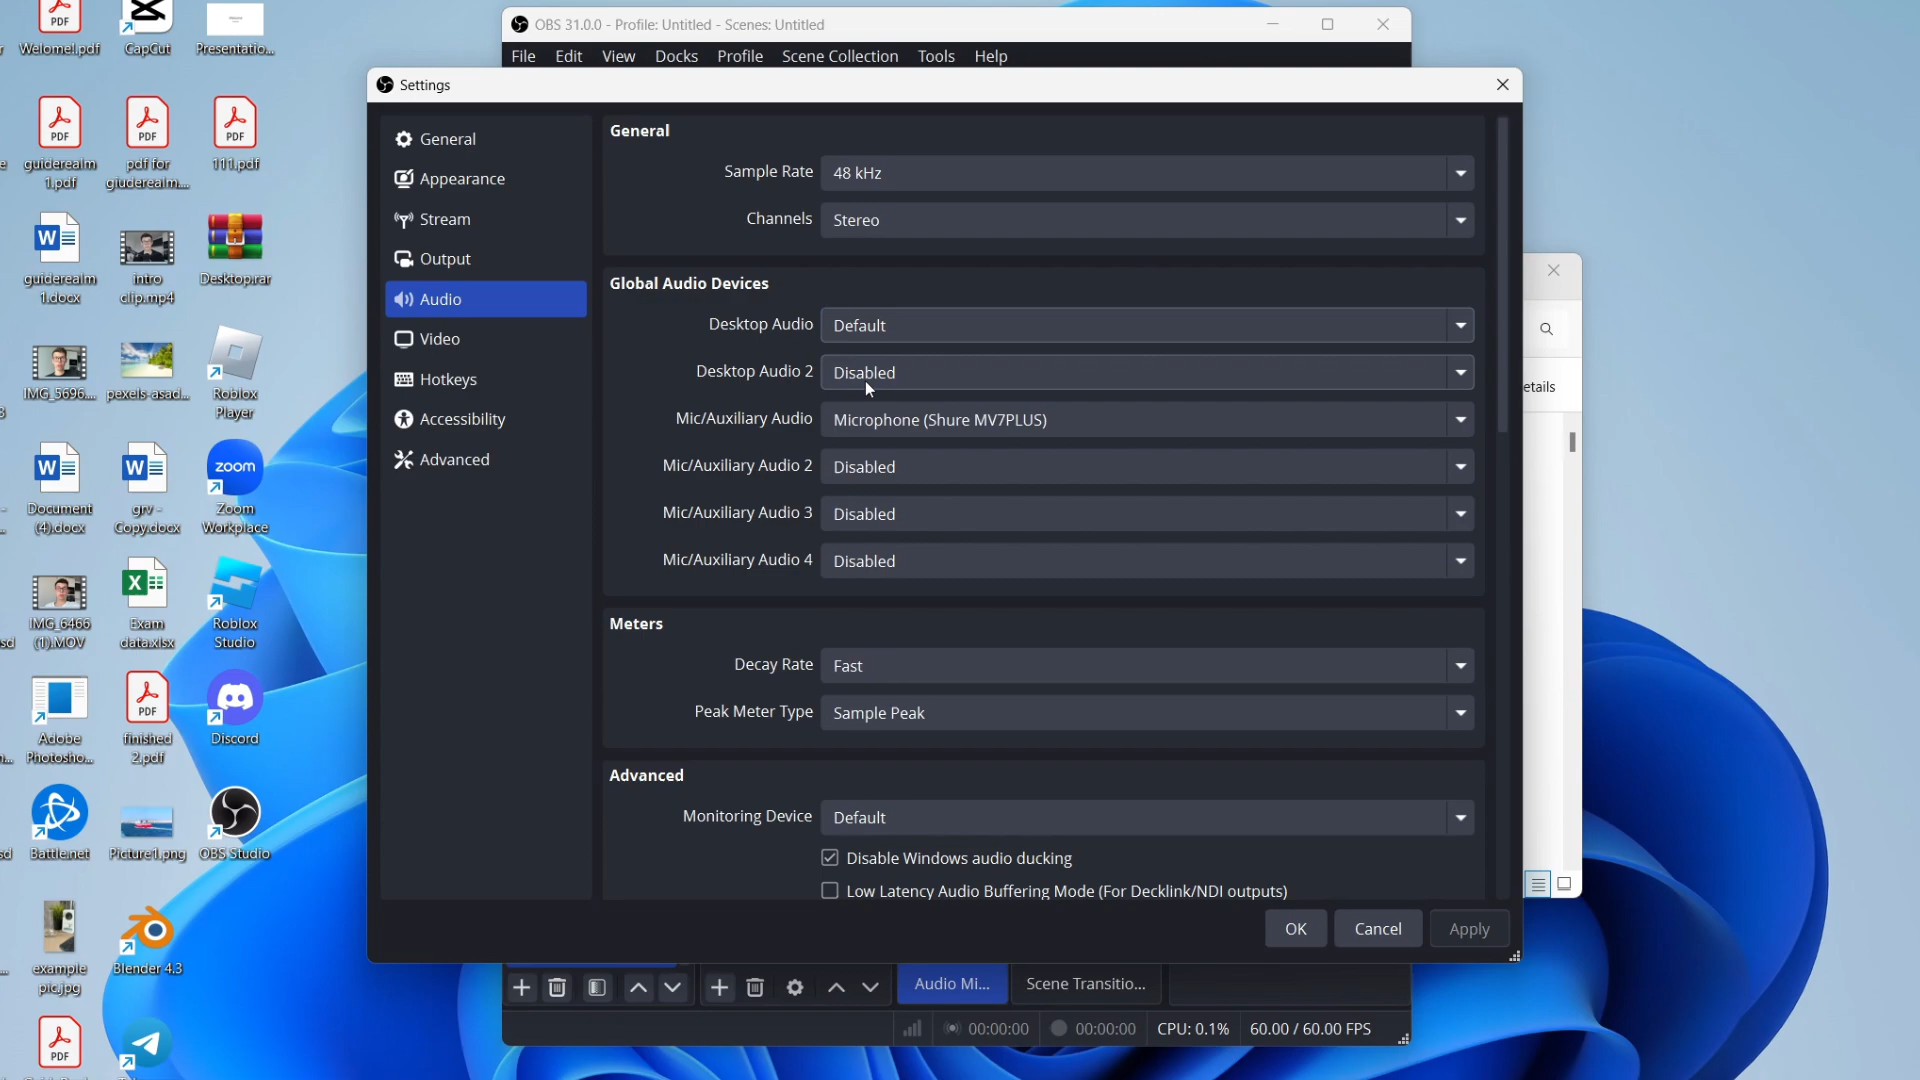 OBS 31.0.0 - Profile: Untitled - Scenes: Untitled
File Edit View Docks Profile Scene Collection Tools Help
Settings
General
Appearance
Stream
Output
Audio
Video
Hotkeys
Accessibility
Advanced
General
Sample Rate 48 kHz
Channels Stereo
Global Audio Devices
Desktop Audio Default
Desktop Audio 2 Disabled
Mic/Auxiliary Audio Microphone (Shure MV7PLUS)
Mic/Auxiliary Audio 2 Disabled
Mic/Auxiliary Audio 3 Disabled
Mic/Auxiliary Audio 4 Disabled
Meters
Decay Rate Fast
Peak Meter Type Sample Peak
Advanced
Monitoring Device Default
Disable Windows audio ducking
Low Latency Audio Buffering Mode (For Decklink/NDI outputs)
OK Cancel Apply
Audio Mi... Scene Transitio...
00:00:00 00:00:00 CPU: 0.1% 60.00 / 60.00 FPS
etails
Welome!.pdf CapCut Presentatio...
PDF PDF PDF
guiderealm
1.pdf
pdf for
giuderealm...
111.pdf
guiderealm
1.docx
intro
clip.mp4
Desktop.rar
IMG_5696.... pexels-asad...
Roblox
Player
zoom
Document
(4).docx
grv -
Copy.docx
Zoom
Workplace
IMG_6466
(1).MOV
Exam
data.xlsx
Roblox
Studio
PDF
Adobe
Photosho...
finished
2.pdf
Discord
Battle.net Picture1.png OBS Studio
example
pic.jpg
Blender 4.3
PDF